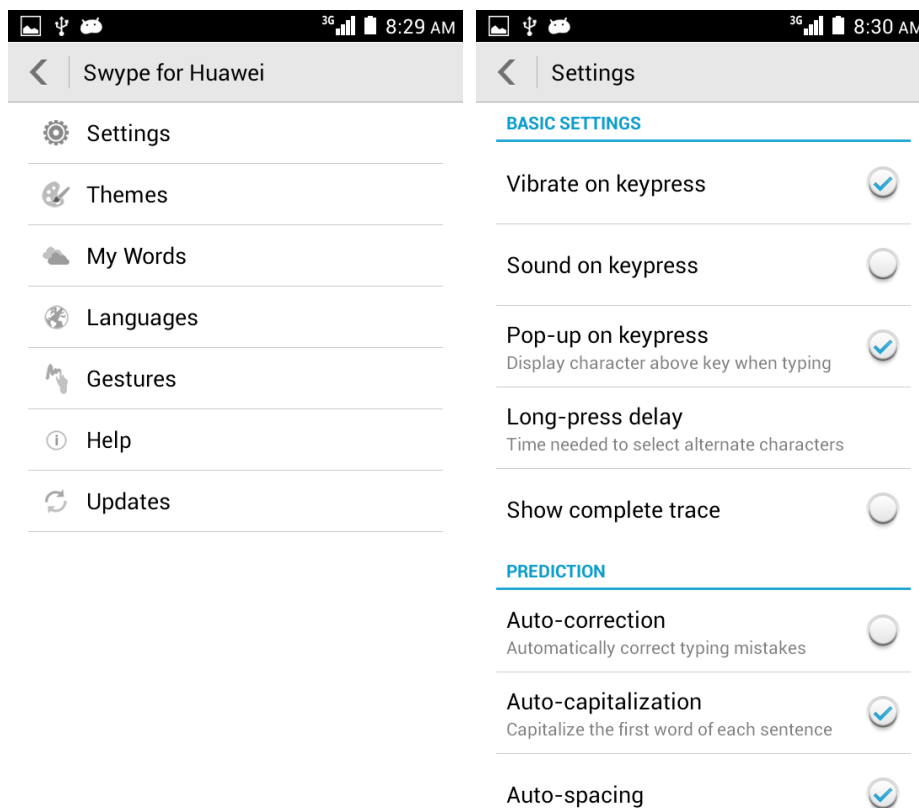 3G 8:29 AM
Swype for Huawei
Settings
Themes
My Words
Languages
Gestures
Help
Updates
3G 8:30 AM
Settings
BASIC SETTINGS
Vibrate on keypress
Sound on keypress
Pop-up on keypress
Display character above key when typing
Long-press delay
Time needed to select alternate characters
Show complete trace
PREDICTION
Auto-correction
Automatically correct typing mistakes
Auto-capitalization
Capitalize the first word of each sentence
Auto-spacing